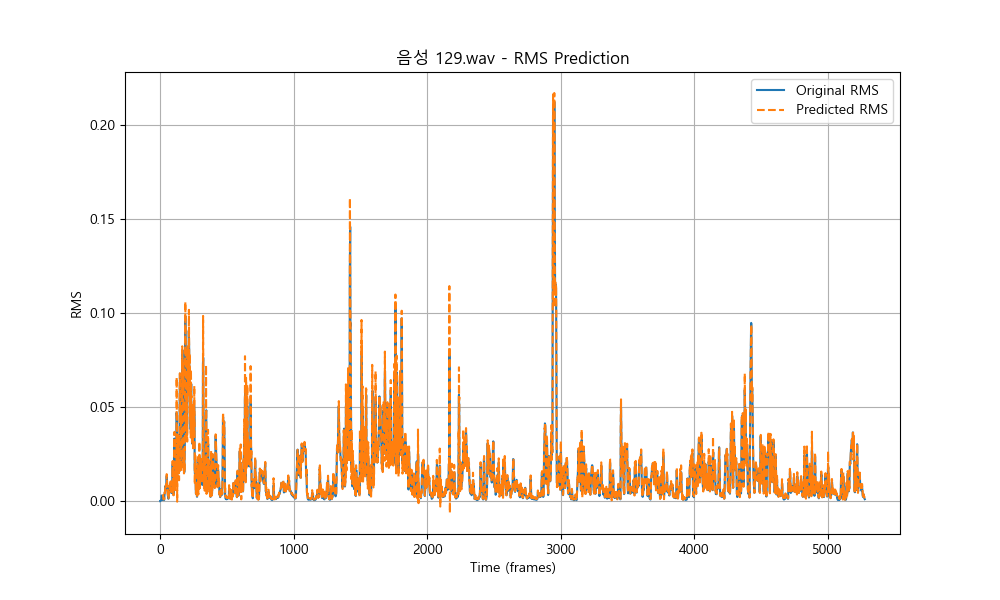 음성 129.wav - RMS Prediction
Original RMS
Predicted RMS
0.20
0.15
0.10
0.05
0.00
RMS
0 1000 2000 3000 4000 5000
Time (frames)